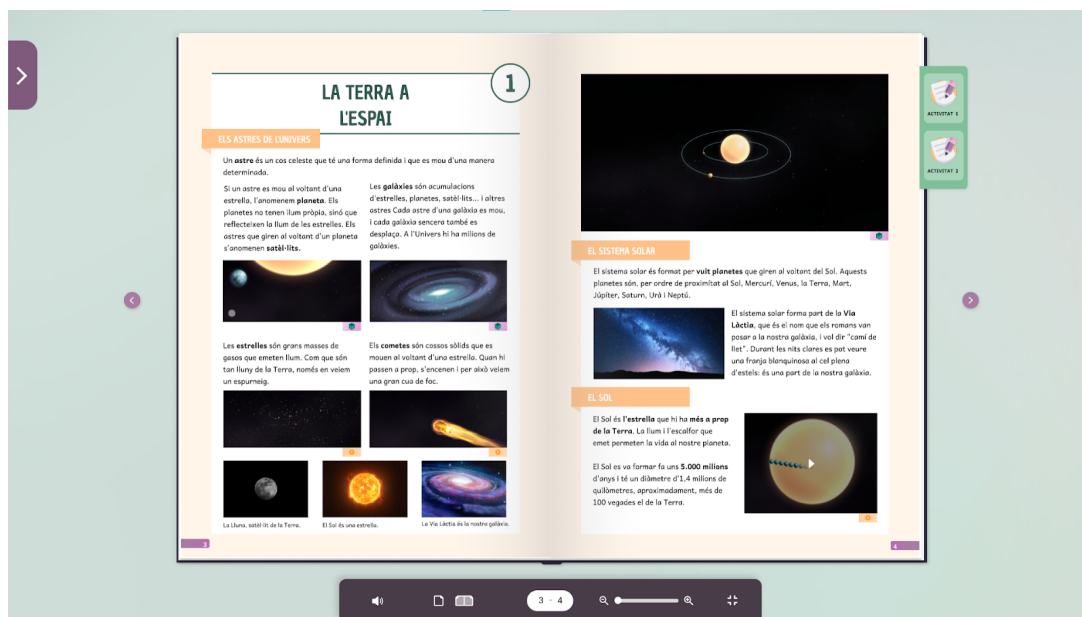 LA TERRA A
L'ESPAI
1
ELS ASTRES DE L'UNIVERS
Un astre és un cos celeste que té una forma definida i que es mou d'una manera
determinada.
Si un astre es mou al voltant d'una
estrella, l'anomenem planeta. Els
planetes no tenen llum pròpia, sinó que
reflecteixen la llum de les estrelles. Els
astres que giren al voltant d'un planeta
s'anomenen satèl·lits.
Les galàxies són acumulacions
d'estrelles, planetes, satèl·lits... i altres
astres Cada astre d'una galàxia es mou,
i cada galàxia sencera també es
desplaça. A l'Univers hi ha milions de
galàxies.
Les estrelles són grans masses de
gasos que emeten llum. Com que són
tan lluny de la Terra, només en veiem
un espurneig.
Els cometes són cossos sòlids que es
mouen al voltant d'una estrella. Quan hi
passen a prop, s'encenen i per això veiem
una gran cua de foc.
La Lluna, satèl·lit de la Terra.
El Sol és una estrella.
La Via Làctia és la nostra galàxia.
3
EL SISTEMA SOLAR
El sistema solar és format per vuit planetes que giren al voltant del Sol. Aquests
planetes són, per ordre de proximitat al Sol, Mercurí, Venus, la Terra, Mart,
Júpiter, Saturn, Urà i Neptú.
El sistema solar forma part de la Via
Làctia, que és el nom que els romans van
posar a la nostra galàxia, i vol dir "camí de
llet". Durant les nits clares es pot veure
una franja blanquinosa al cel plena
d'estels: és una part de la nostra galàxia.
EL SOL
El Sol és l'estrella que hi ha més a prop
de la Terra. La llum i l'escalfor que
emet permeten la vida al nostre planeta.
El Sol es va formar fa uns 5.000 milions
d'anys i té un diàmetre d'1,4 milions de
quilòmetres, aproximadament, més de
100 vegades el de la Terra.
4
ACTIVITAT 1
ACTIVITAT 2
3 - 4